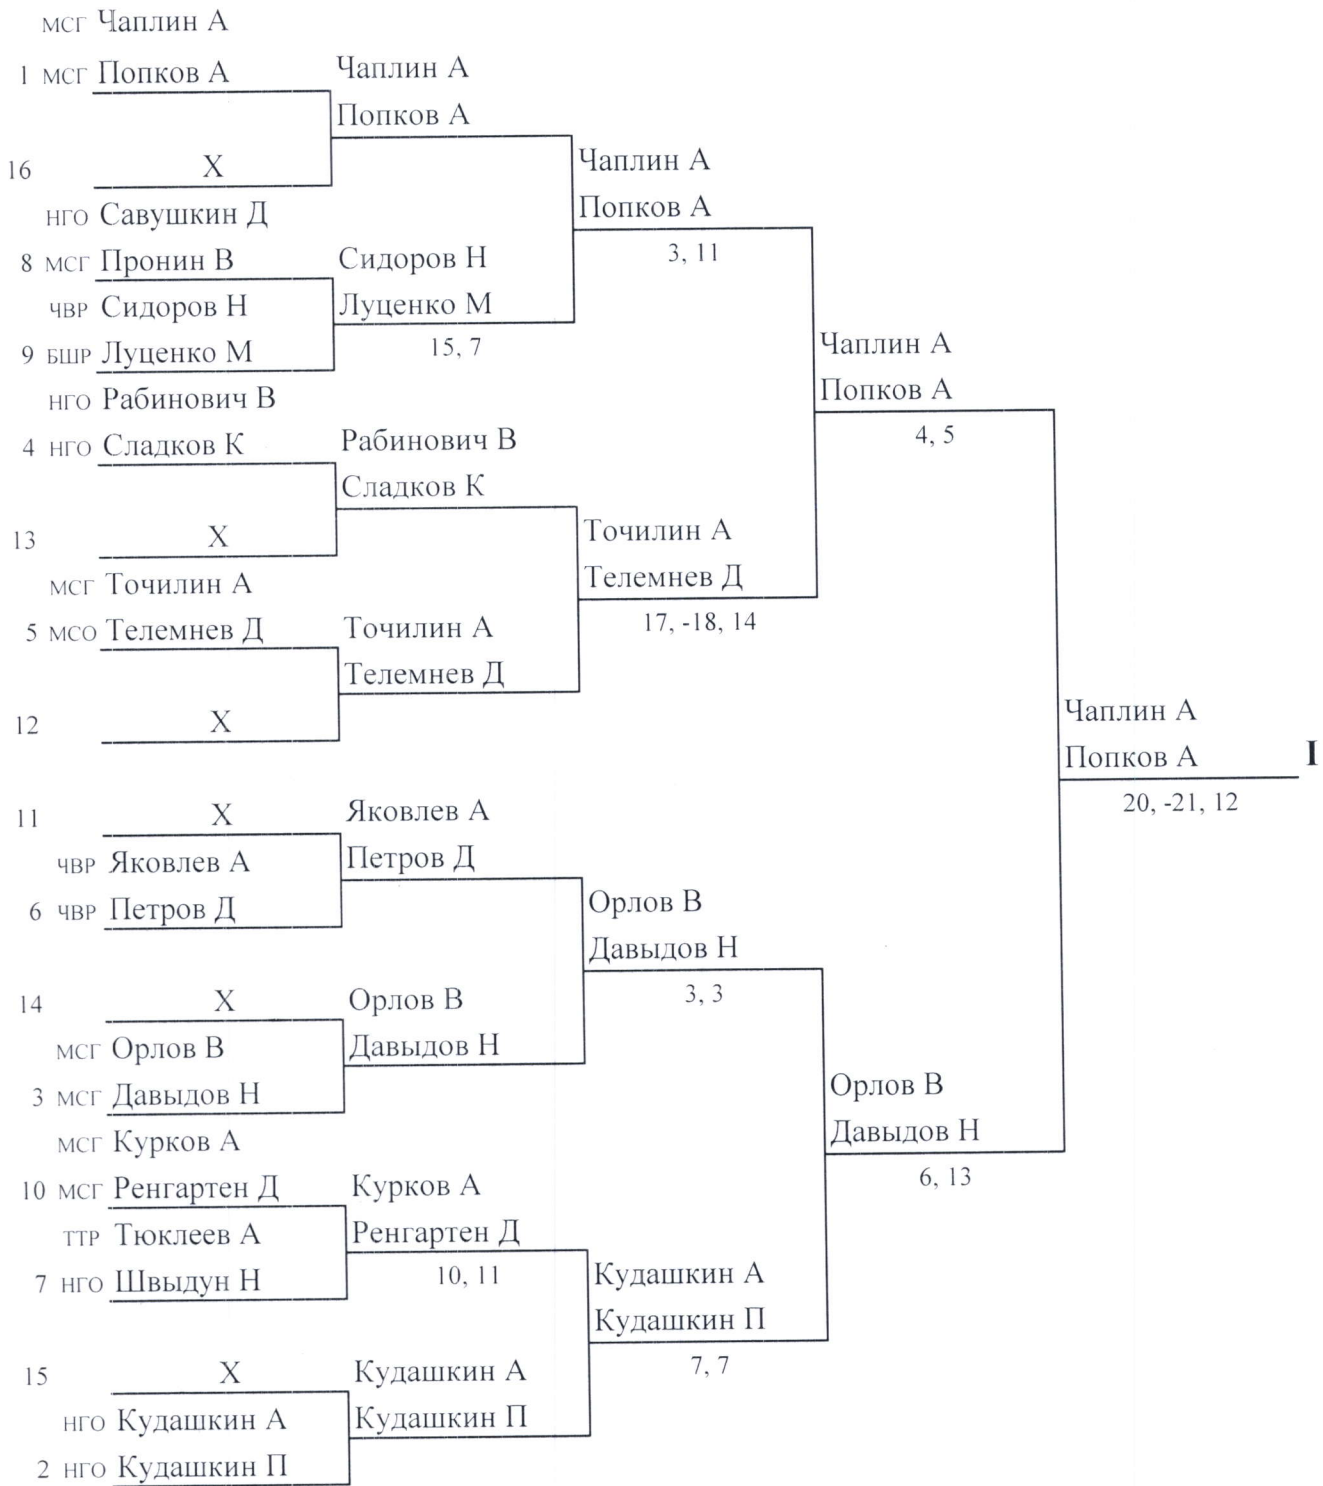 мсг Чаплин А
1 мсг Попков А
Чаплин А
Попков А
16 X
Чаплин А
Попков А
3, 11
нго Савушкин Д
8 мсг Пронин В
Сидоров Н
Луценко М
15, 7
чвр Сидоров Н
9 бшр Луценко М
Чаплин А
Попков А
4, 5
нго Рабинович В
4 нго Сладков К
Рабинович В
Сладков К
13 X
Точилин А
Телемнев Д
17, -18, 14
мсг Точилин А
5 мсо Телемнев Д
Точилин А
Телемнев Д
12 X
Чаплин А
Попков А I
20, -21, 12
11 X
Яковлев А
Петров Д
чвр Яковлев А
6 чвр Петров Д
Орлов В
Давыдов Н
3, 3
14 X
Орлов В
Давыдов Н
мсг Орлов В
3 мсг Давыдов Н
Орлов В
Давыдов Н
6, 13
мсг Курков А
10 мсг Ренгартен Д
Курков А
Ренгартен Д
10, 11
ттр Тюклеев А
7 нго Швыдун Н
Кудашкин А
Кудашкин П
7, 7
15 X
Кудашкин А
Кудашкин П
нго Кудашкин А
2 нго Кудашкин П